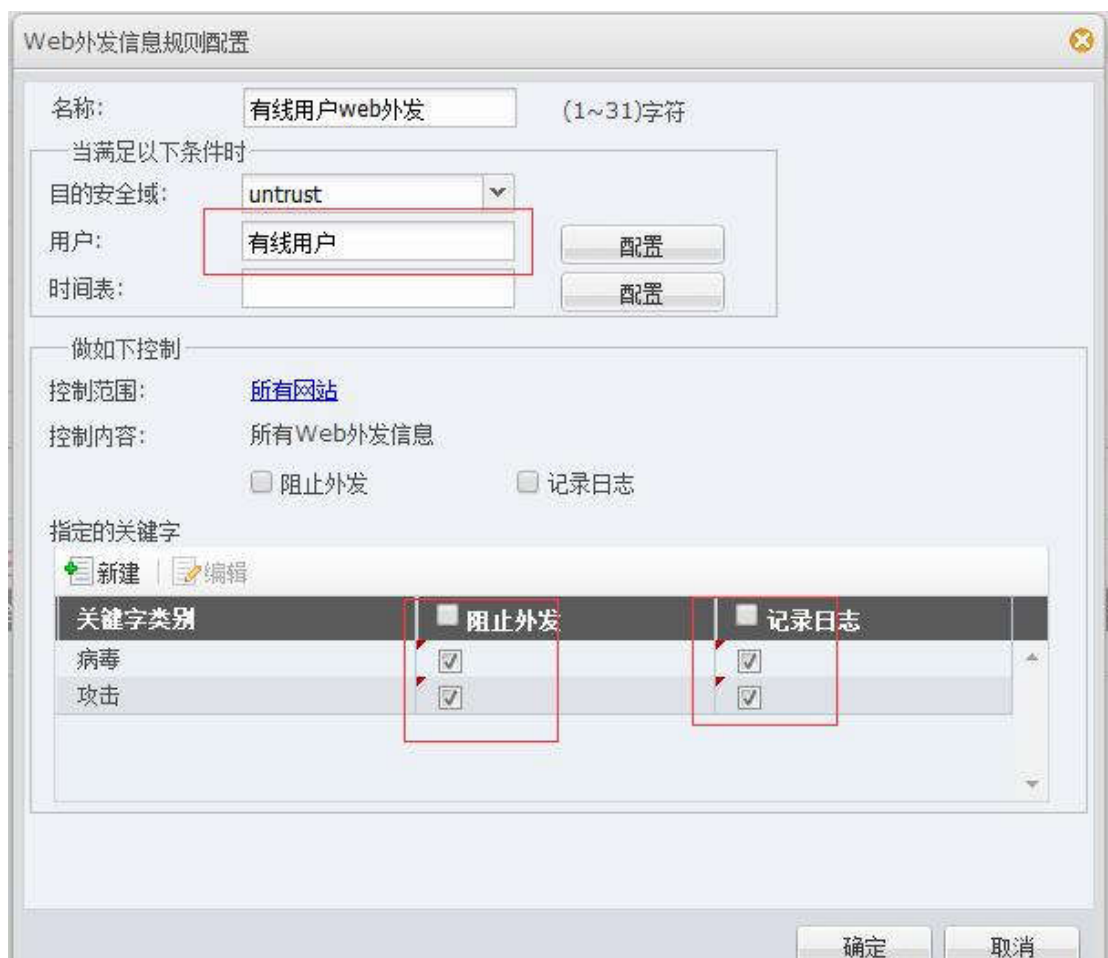 Web外发信息规则配置
名称: 有线用户web外发 (1~31)字符
当满足以下条件时
目的安全域: untrust
用户: 有线用户 配置
时间表: 配置
做如下控制
控制范围: 所有网站
控制内容: 所有Web外发信息
阻止外发 记录日志
指定的关键字
新建 编辑
关键字类别 阻止外发 记录日志
病毒
攻击
确定 取消